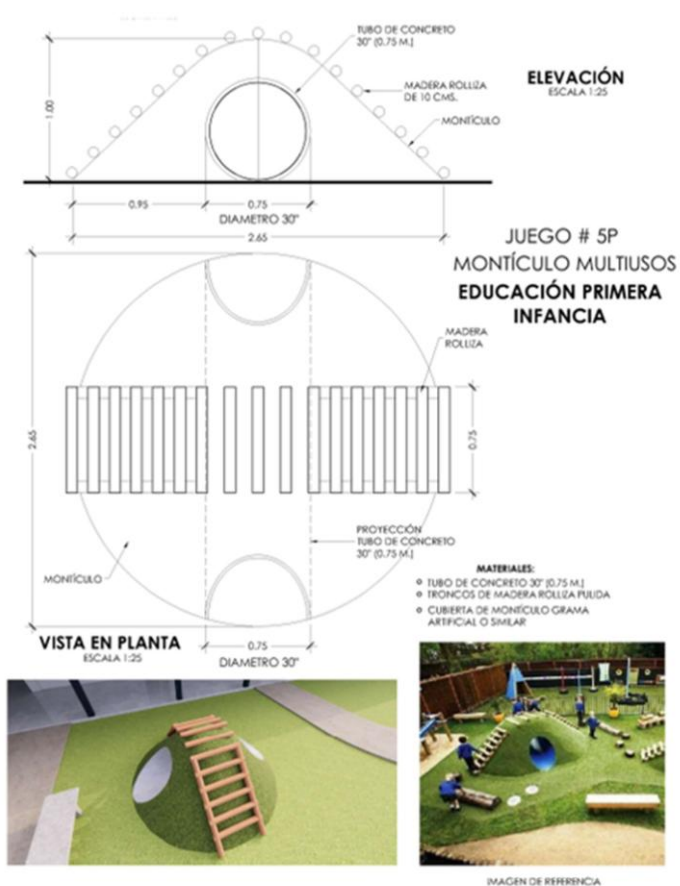 TUBO DE CONCRETO
30" (0.75 M.)
ELEVACIÓN
ESCALA 1:25
MADERA ROLLIZA
DE 10 CMS.
MONTÍCULO
1.00
0.95
0.75
DIAMETRO 30"
2.65
JUEGO # 5P
MONTÍCULO MULTIUSOS
EDUCACIÓN PRIMERA
INFANCIA
MADERA
ROLLIZA
2.65
0.75
PROYECCIÓN
TUBO DE CONCRETO
30" (0.75 M.)
MONTÍCULO
MATERIALES:
TUBO DE CONCRETO 30" (0.75 M.)
TRONCOS DE MADERA ROLLIZA PULIDA
CUBIERTA DE MONTÍCULO GRAMA
ARTIFICIAL O SIMILAR
VISTA EN PLANTA
ESCALA 1:25
0.75
DIAMETRO 30"
IMAGEN DE REFERENCIA